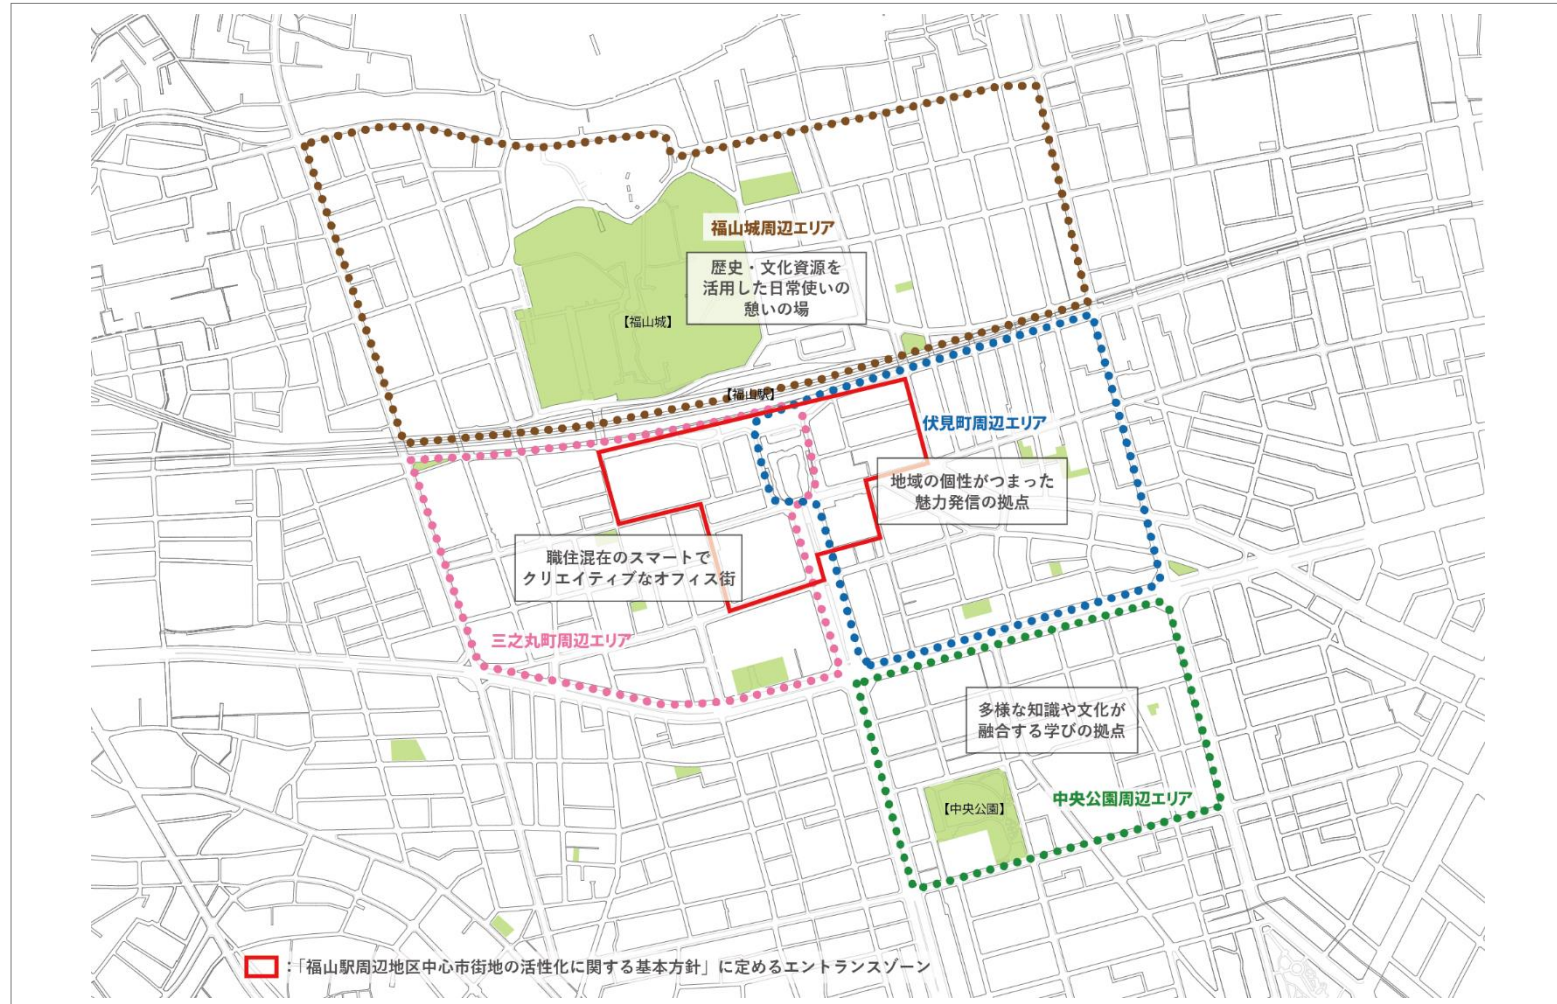 福山城周辺エリア
歴史・文化資源を
活用した日常使いの
憩いの場
【福山城】
【福山駅】
伏見町周辺エリア
地域の個性がつまった
魅力発信の拠点
職住混在のスマートで
クリエイティブなオフィス街
三之丸町周辺エリア
多様な知識や文化が
融合する学びの拠点
中央公園周辺エリア
【中央公園】
:「福山駅周辺地区中心市街地の活性化に関する基本方針」に定めるエントランスゾーン